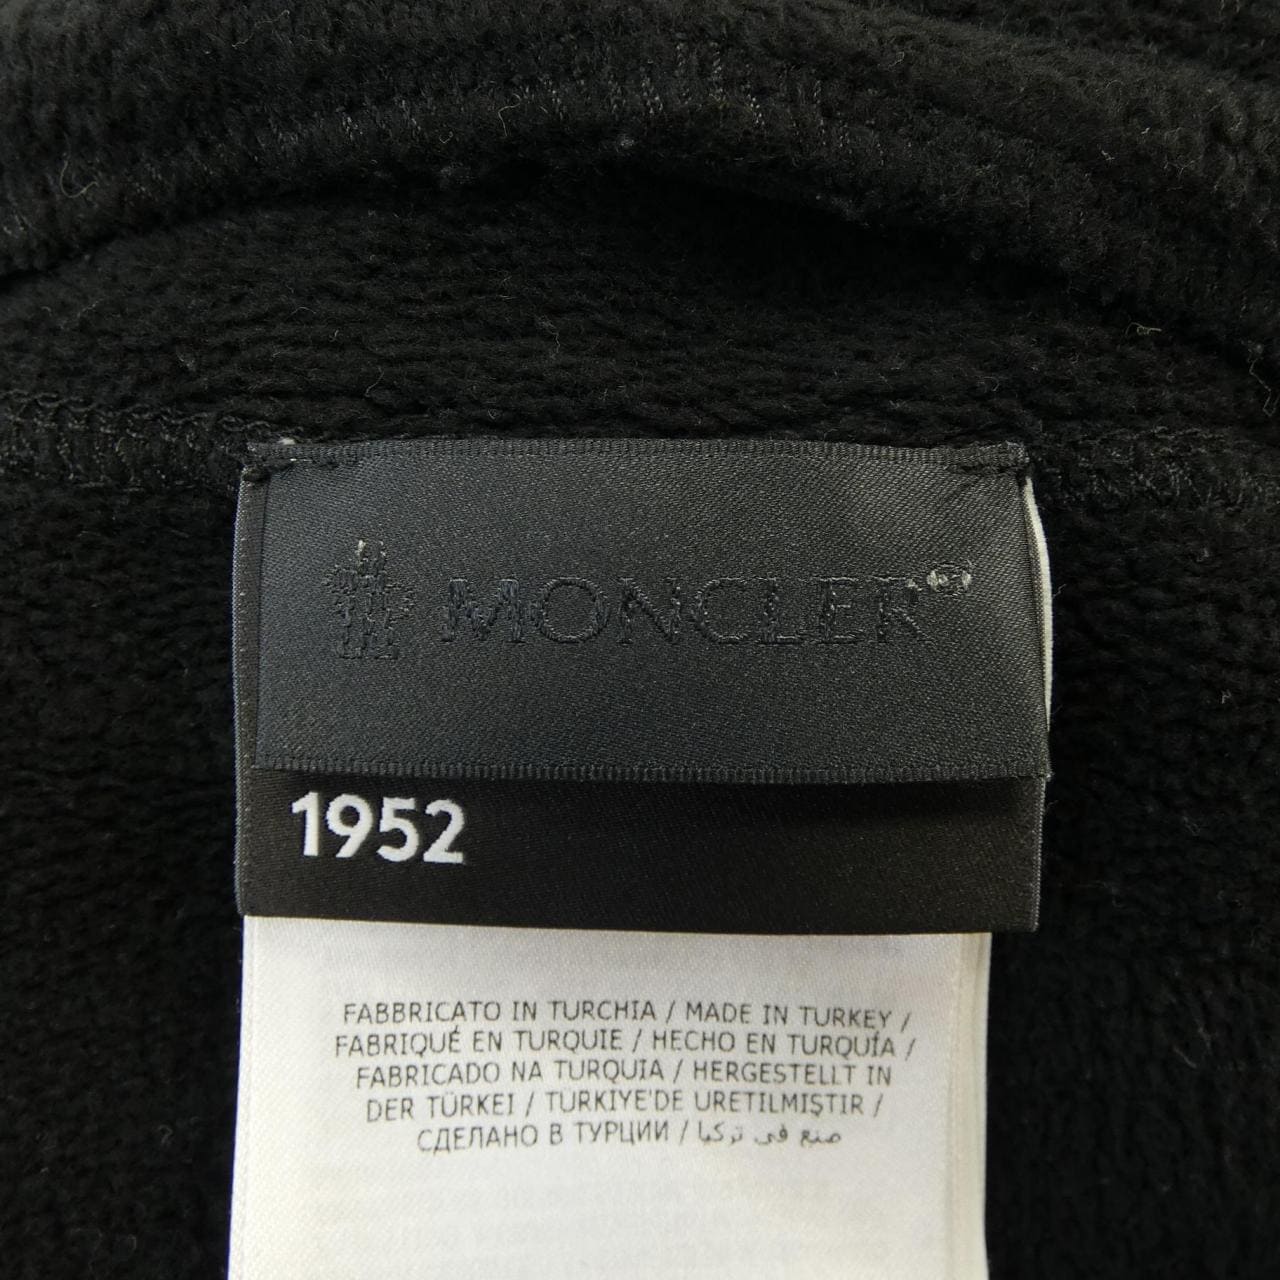 MONCLER
1952
FABBRICATO IN TURCHIA / MADE IN TURKEY /
FABRIQUÉ EN TURQUIE / HECHO EN TURQUÍA /
FABRICADO NA TURQUIA / HERGESTELLT IN
DER TÜRKEI / TURKIYE'DE URETILMIŞTIR /
СДЕЛАНО В ТУРЦИИ / صنع في تركيا